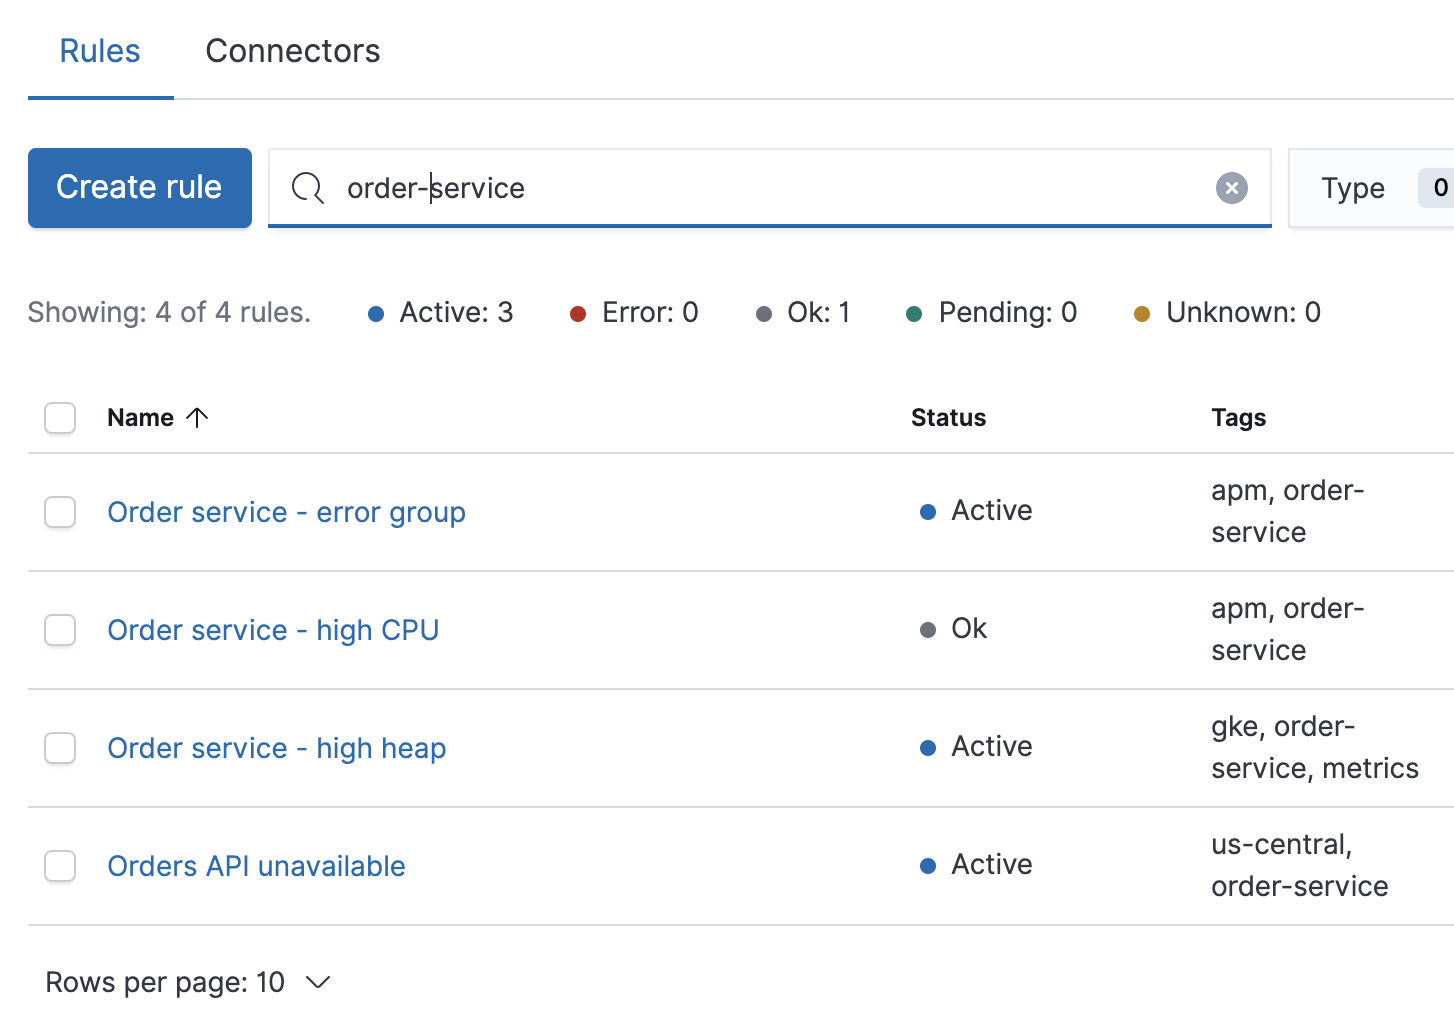 Rules Connectors
Create rule order-service Type 0
Showing: 4 of 4 rules. Active: 3 Error: 0 Ok: 1 Pending: 0 Unknown: 0
Name Status Tags
Order service - error group Active apm, order-
service
Order service - high CPU Ok apm, order-
service
Order service - high heap Active gke, order-
service, metrics
Orders API unavailable Active us-central,
order-service
Rows per page: 10